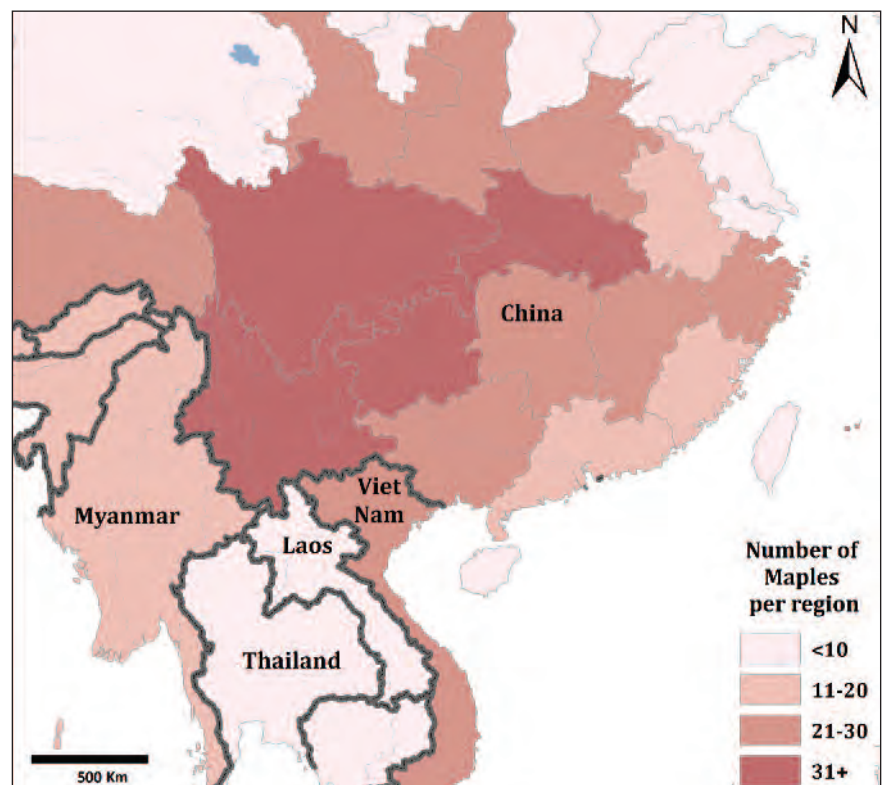 N
China
Viet
Nam
Myanmar
Laos
Thailand
Number of
Maples
per region
<10
11-20
21-30
31+
500 Km